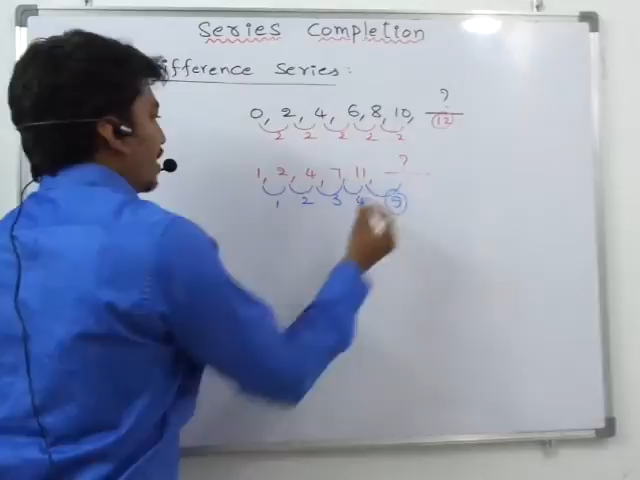 Series Completion
ifference Series:
?
0, 2, 4, 6, 8, 10, 12
2 2 2 2 2
?
1, 2, 4, 7, 11,
1 2 3 4 5